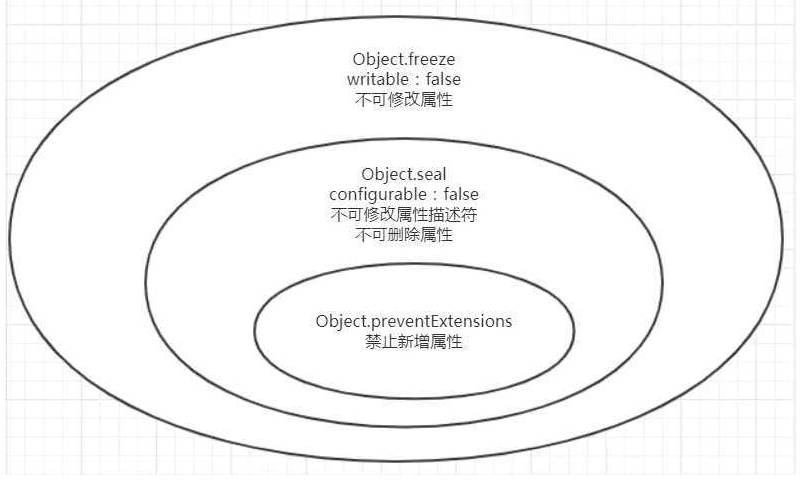 Object.freeze
writable：false
不可修改属性
Object.seal
configurable：false
不可修改属性描述符
不可删除属性
Object.preventExtensions
禁止新增属性